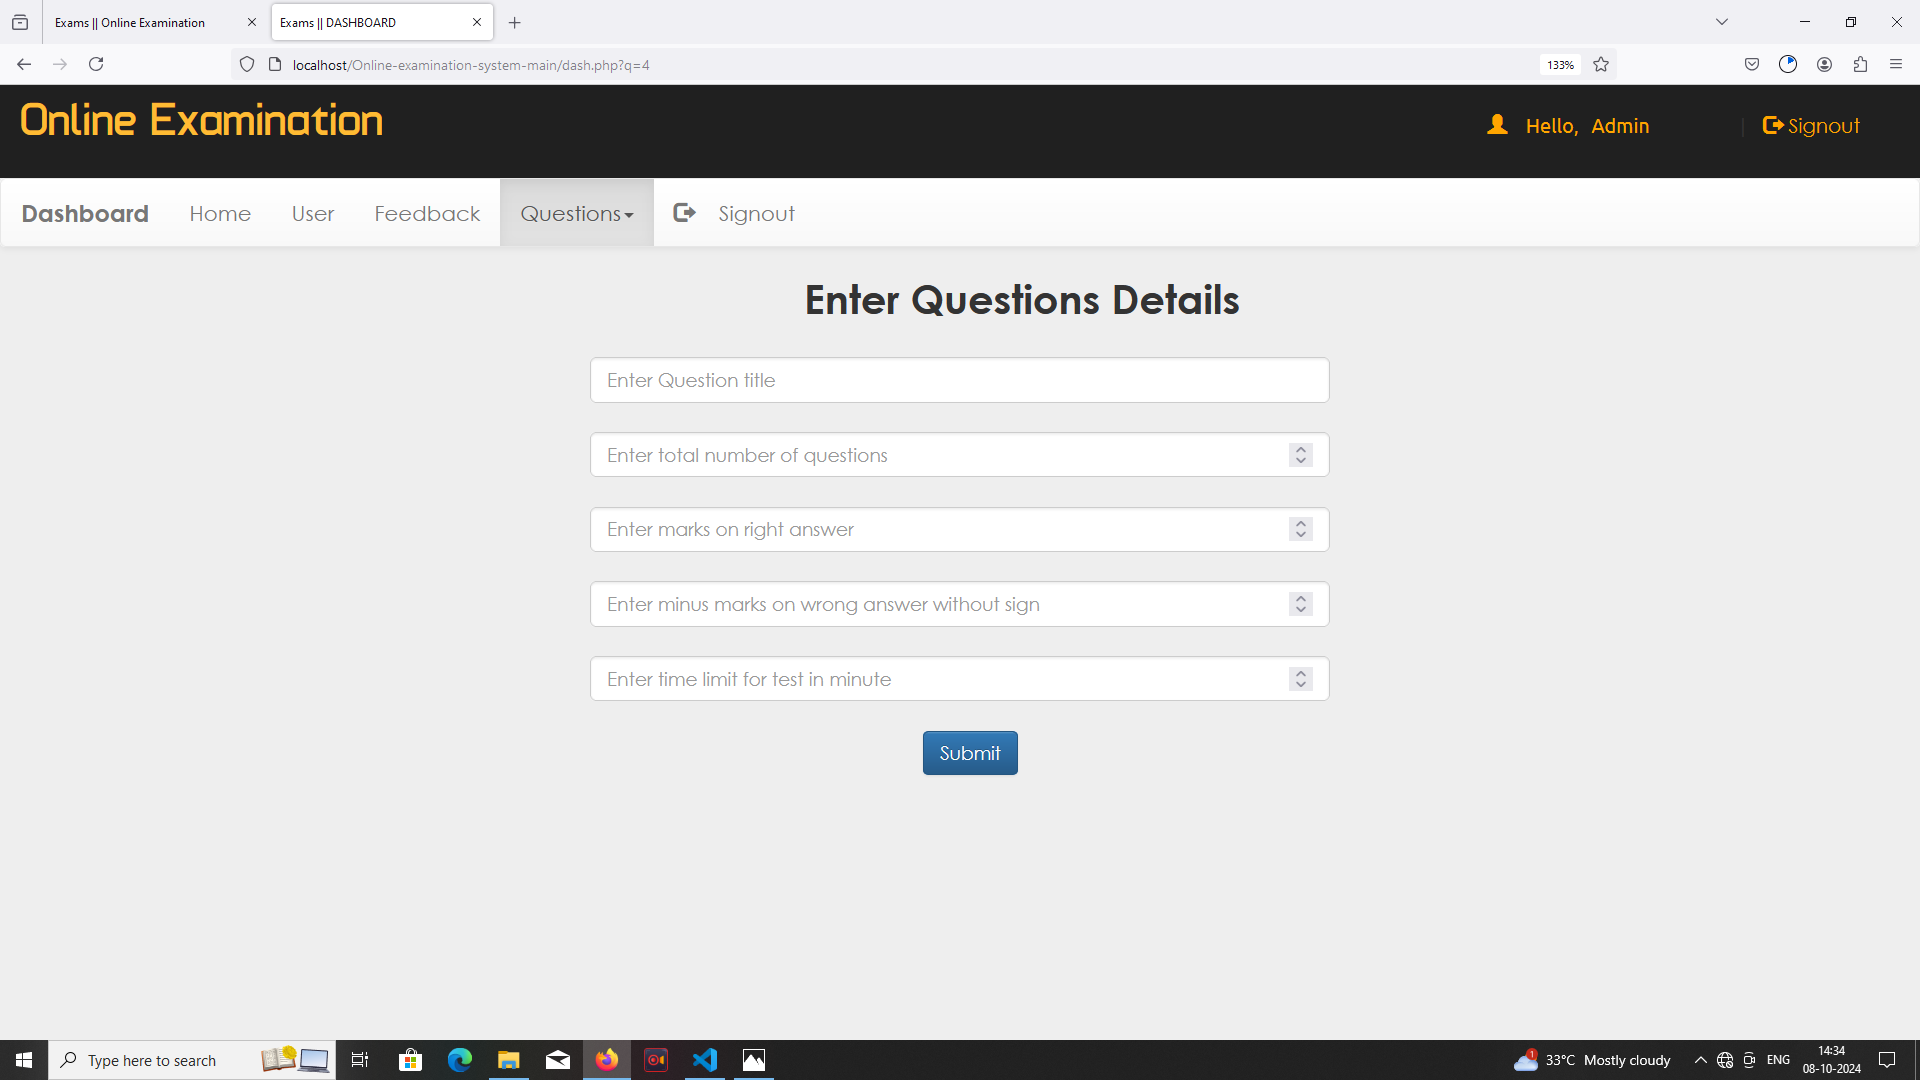 Exams || Online Examination
Exams || DASHBOARD
localhost/Online-examination-system-main/dash.php?q=4
133%
Online Examination
Hello, Admin
| Signout
Dashboard
Home
User
Feedback
Questions
Signout
Enter Questions Details
Enter Question title
Enter total number of questions
Enter marks on right answer
Enter minus marks on wrong answer without sign
Enter time limit for test in minute
Submit
Type here to search
1
33°C Mostly cloudy
ENG
14:34
08-10-2024